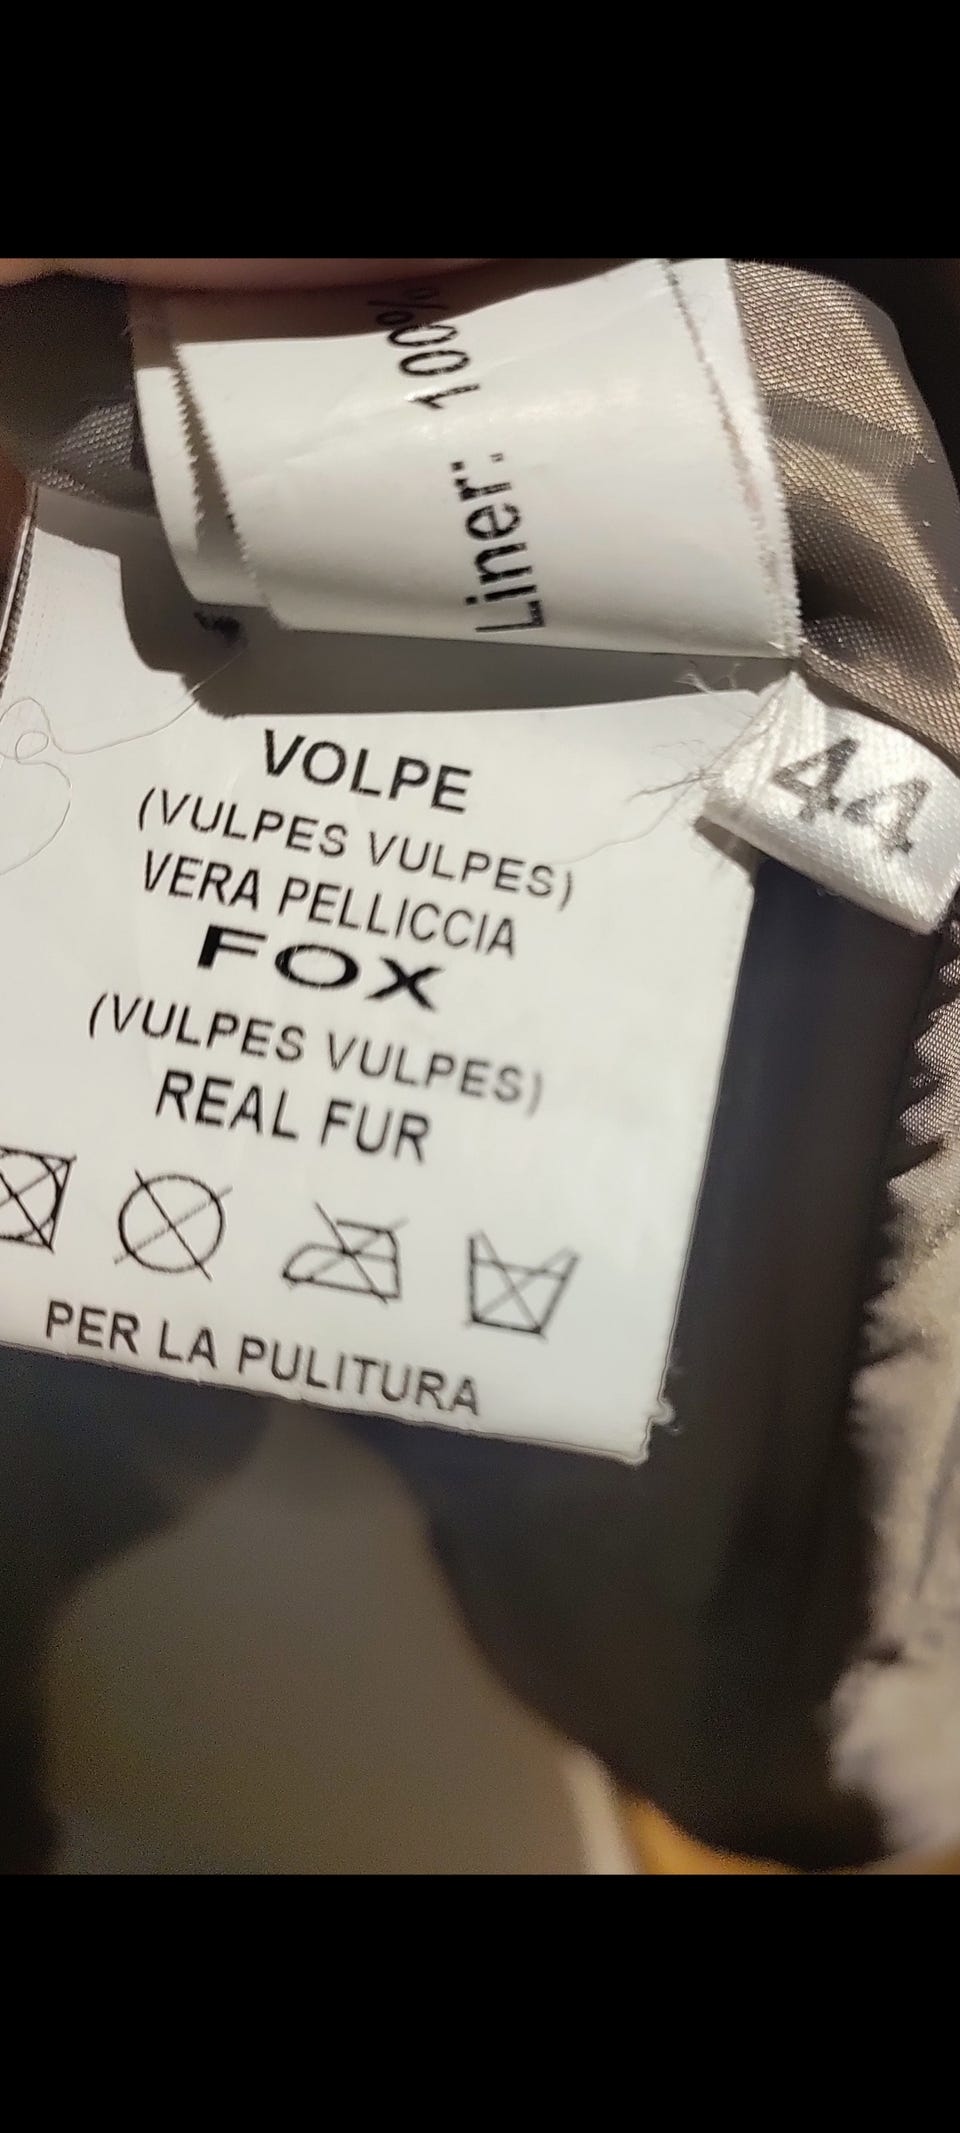 Liner: 100%
44
VOLPE
(VULPES VULPES)
VERA PELLICCIA
FOX
(VULPES VULPES)
REAL FUR
PER LA PULITURA